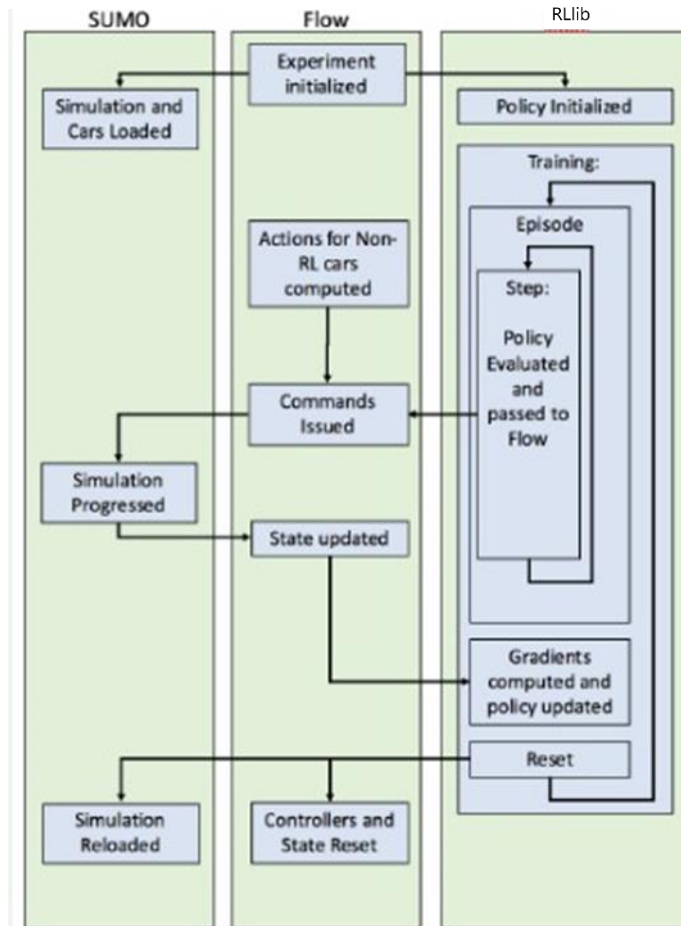 SUMO
Flow
RLlib
Experiment
initialized
Simulation and
Cars Loaded
Policy Initialized
Training:
Episode
Actions for Non-
RL cars
computed
Step:
Policy
Evaluated
and
passed to
Flow
Commands
Issued
Simulation
Progressed
State updated
Gradients
computed and
policy updated
Reset
Simulation
Reloaded
Controllers and
State Reset